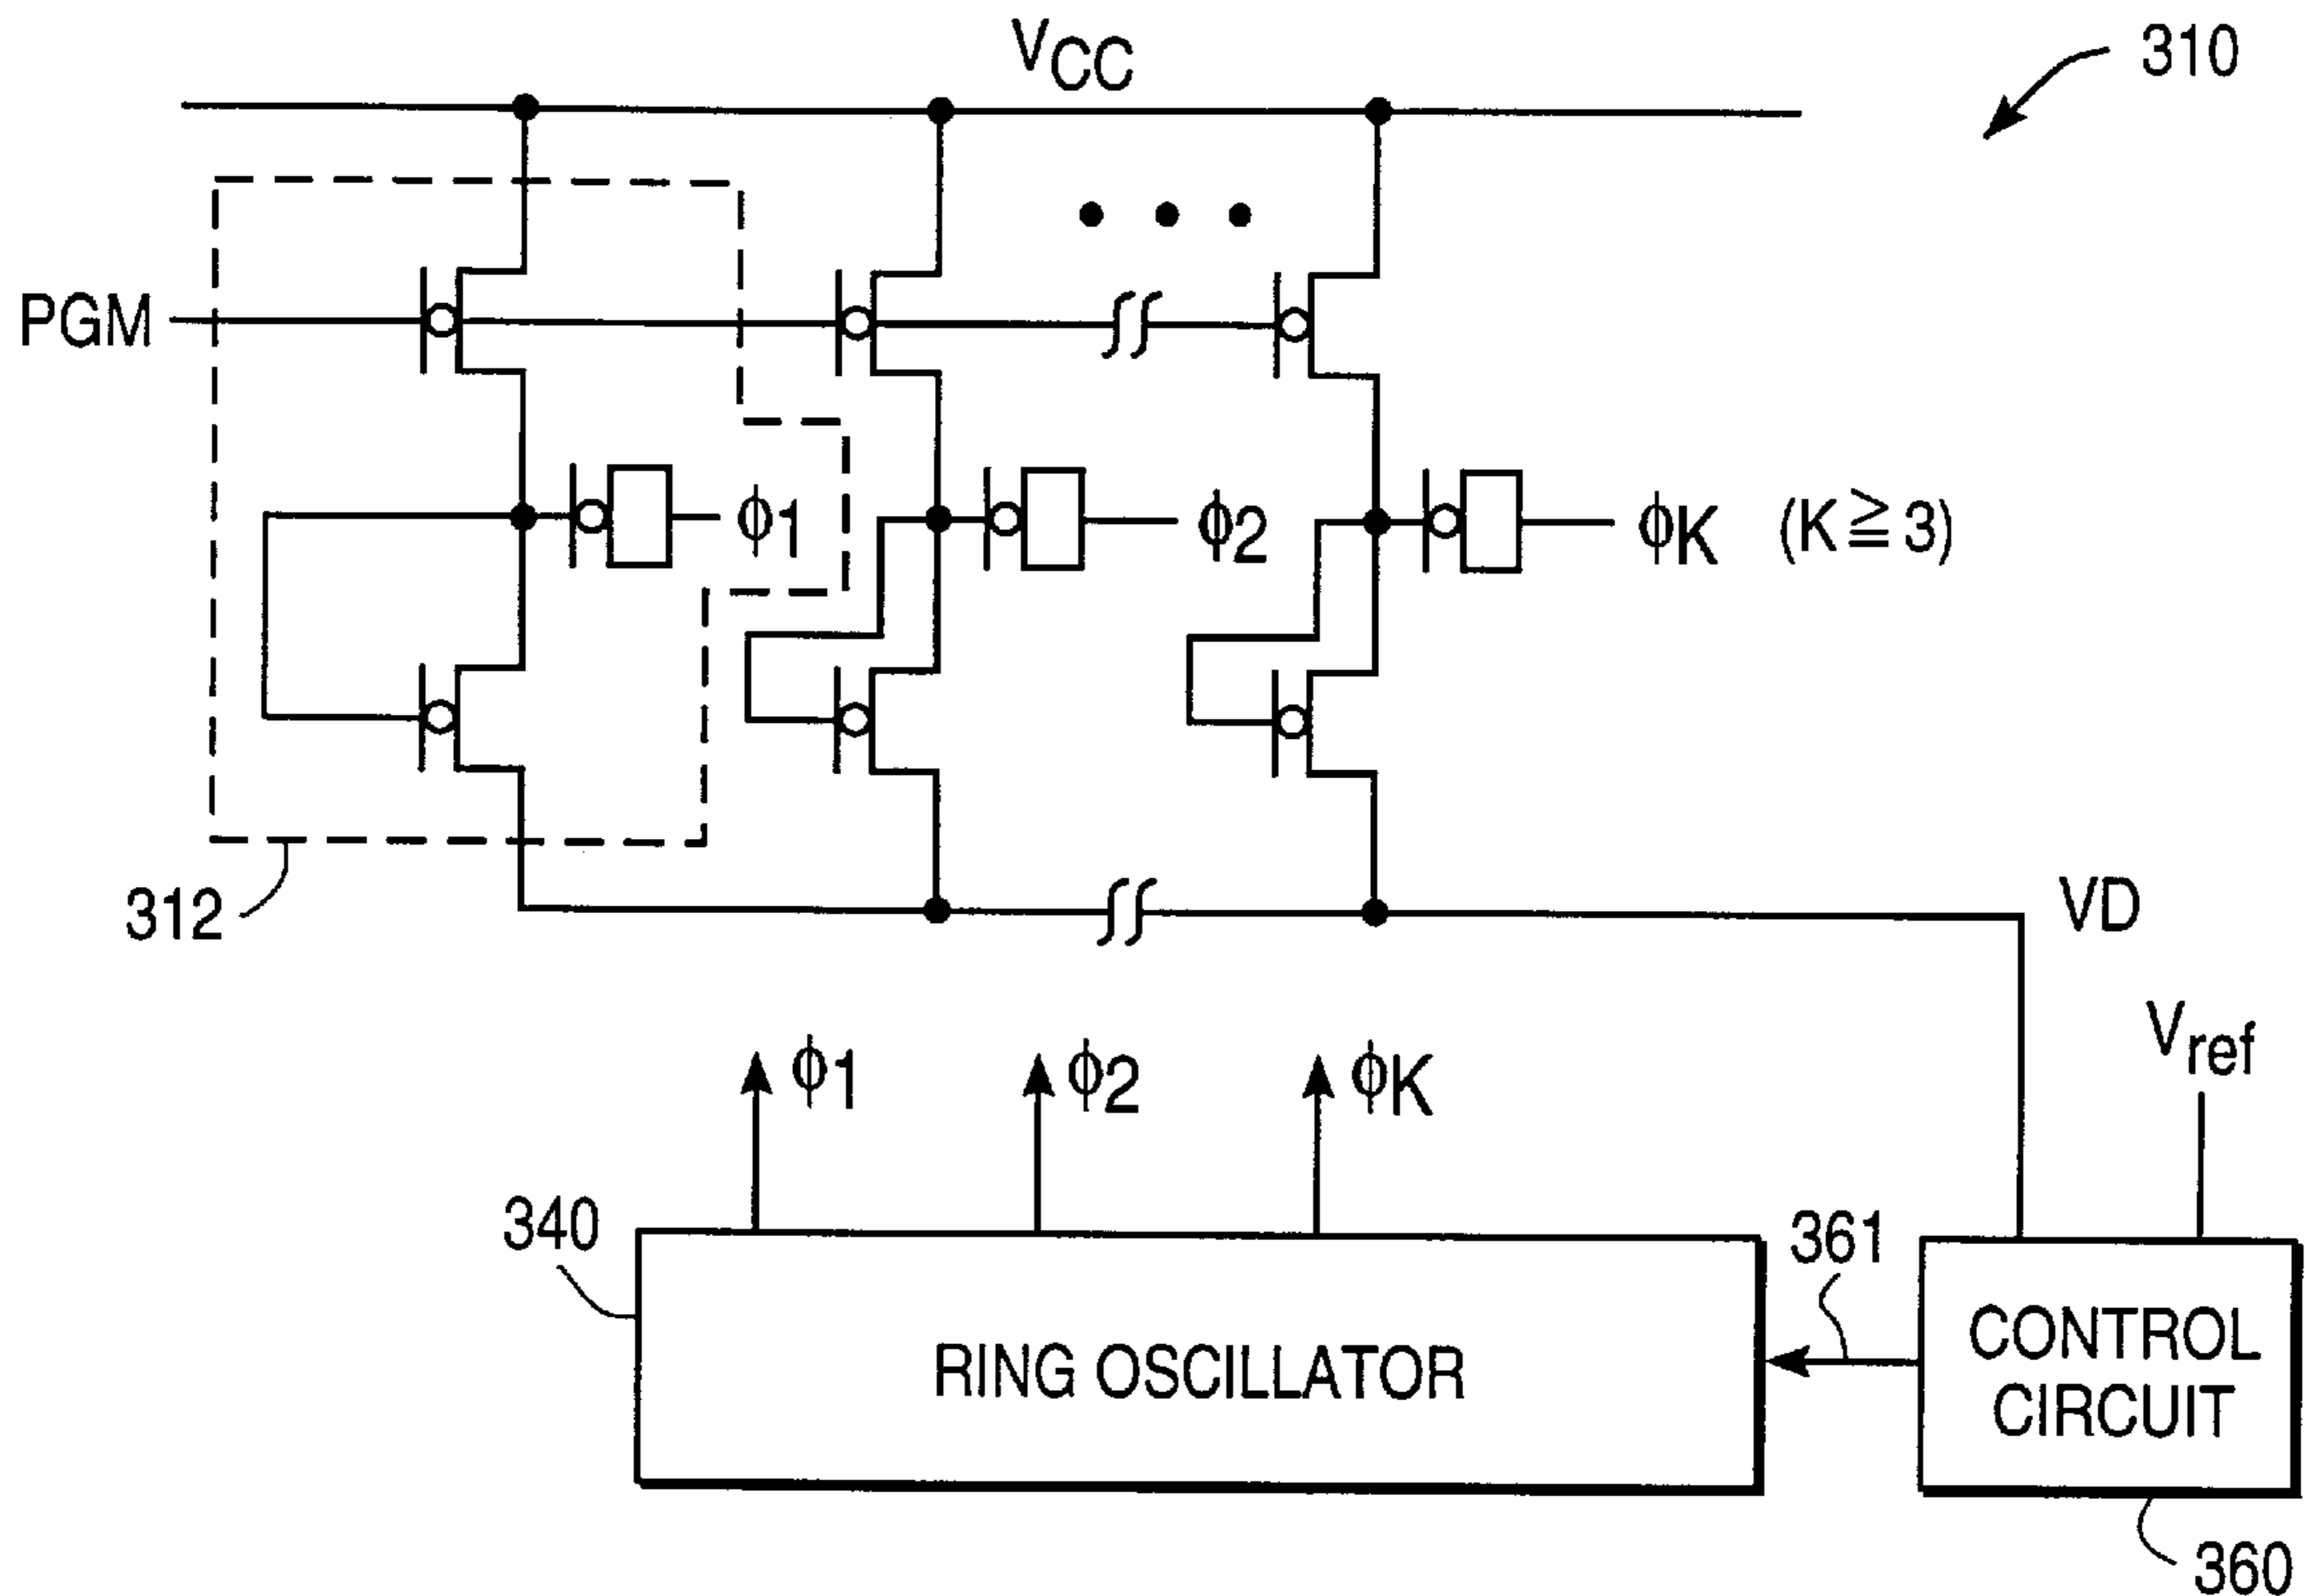 VCC
310
PGM
ϕ1
ϕ2
ϕK (K ≧ 3)
312
VD
Vref
ϕ1
ϕ2
ϕK
340
361
RING OSCILLATOR
CONTROL
CIRCUIT
360